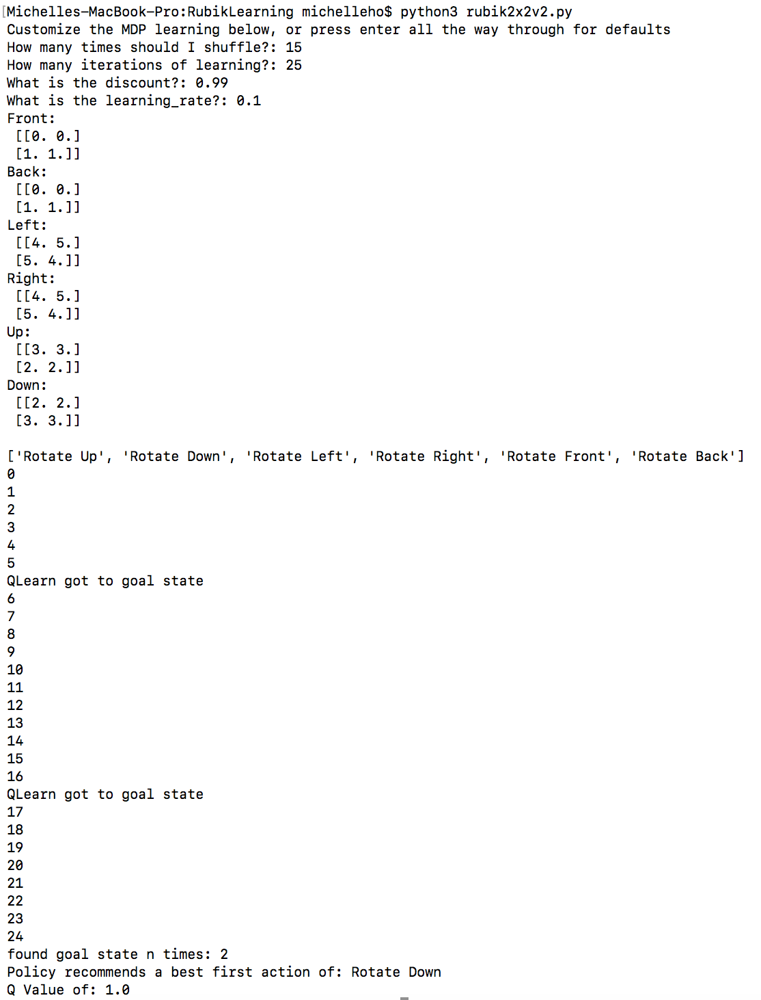 [Michelles-MacBook-Pro:RubikLearning michelleho$ python3 rubik2x2v2.py
Customize the MDP learning below, or press enter all the way through for defaults
How many times should I shuffle?: 15
How many iterations of learning?: 25
What is the discount?: 0.99
What is the learning_rate?: 0.1
Front:
[[0. 0.]
[1. 1.]]
Back:
[[0. 0.]
[1. 1.]]
Left:
[[4. 5.]
[5. 4.]]
Right:
[[4. 5.]
[5. 4.]]
Up:
[[3. 3.]
[2. 2.]]
Down:
[[2. 2.]
[3. 3.]]
['Rotate Up', 'Rotate Down', 'Rotate Left', 'Rotate Right', 'Rotate Front', 'Rotate Back']
0
1
2
3
4
5
QLearn got to goal state
6
7
8
9
10
11
12
13
14
15
16
QLearn got to goal state
17
18
19
20
21
22
23
24
found goal state n times: 2
Policy recommends a best first action of: Rotate Down
Q Value of: 1.0